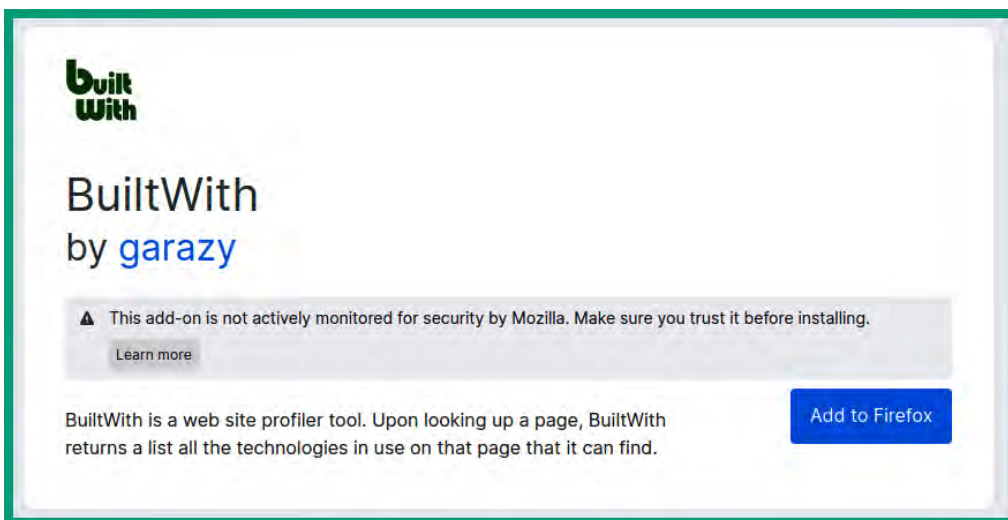 built
With
BuiltWith
by garazy
This add-on is not actively monitored for security by Mozilla. Make sure you trust it before installing.
Learn more
BuiltWith is a web site profiler tool. Upon looking up a page, BuiltWith
returns a list all the technologies in use on that page that it can find.
Add to Firefox